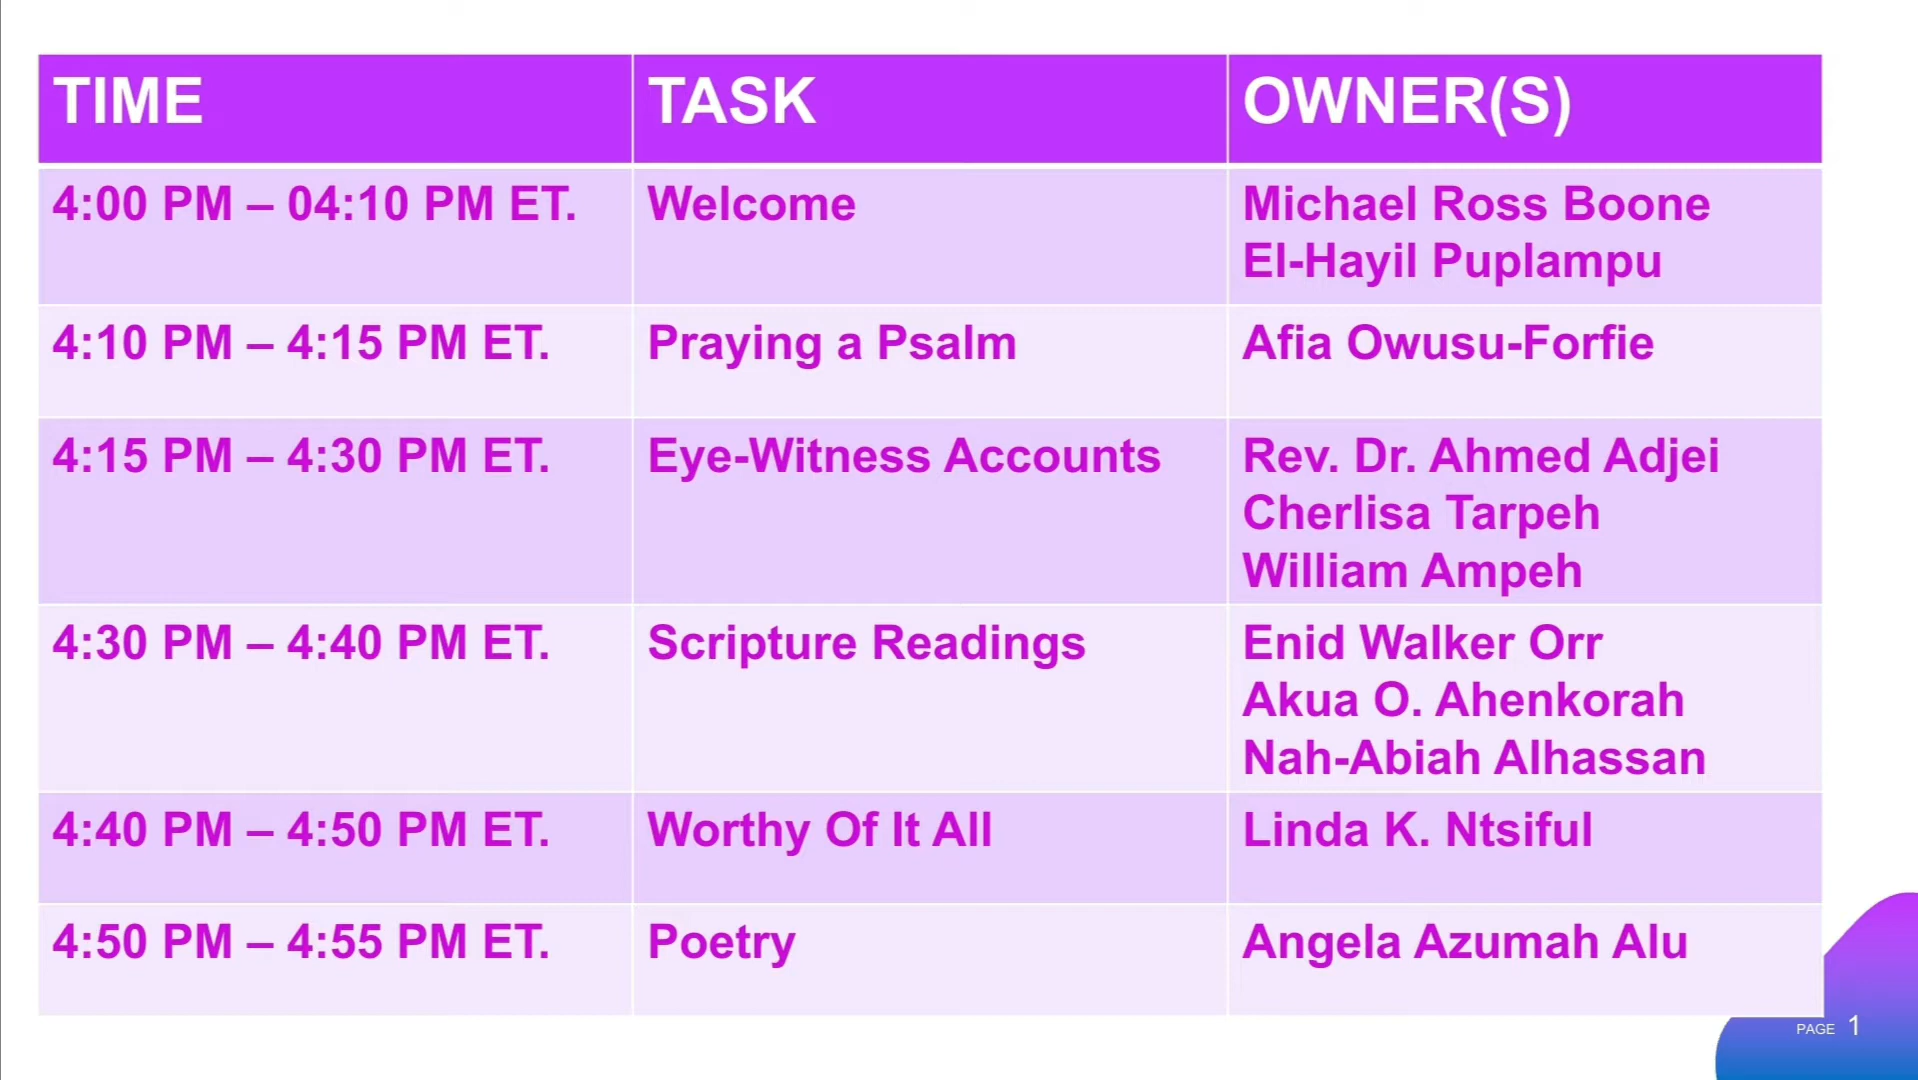 TIME TASK OWNER(S)
4:00 PM – 04:10 PM ET. Welcome Michael Ross Boone
El-Hayil Puplampu
4:10 PM – 4:15 PM ET. Praying a Psalm Afia Owusu-Forfie
4:15 PM – 4:30 PM ET. Eye-Witness Accounts Rev. Dr. Ahmed Adjei
Cherlisa Tarpeh
William Ampeh
4:30 PM – 4:40 PM ET. Scripture Readings Enid Walker Orr
Akua O. Ahenkorah
Nah-Abiah Alhassan
4:40 PM – 4:50 PM ET. Worthy Of It All Linda K. Ntsiful
4:50 PM – 4:55 PM ET. Poetry Angela Azumah Alu
PAGE 1